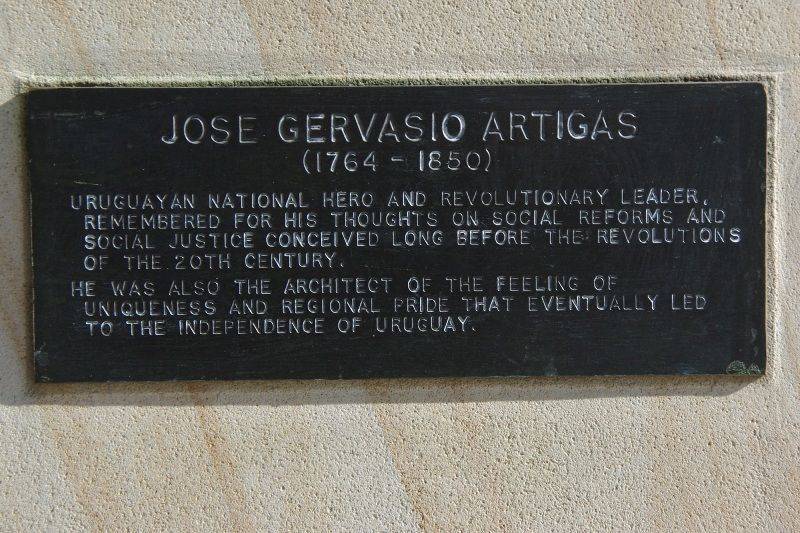 JOSE GERVASIO ARTIGAS
(1764 - 1850)
URUGUAYAN NATIONAL HERO AND REVOLUTIONARY LEADER,
REMEMBERED FOR HIS THOUGHTS ON SOCIAL REFORMS AND
SOCIAL JUSTICE CONCEIVED LONG BEFORE THE REVOLUTIONS
OF THE 20TH CENTURY.
HE WAS ALSO THE ARCHITECT OF THE FEELING OF
UNIQUENESS AND REGIONAL PRIDE THAT EVENTUALLY LED
TO THE INDEPENDENCE OF URUGUAY.